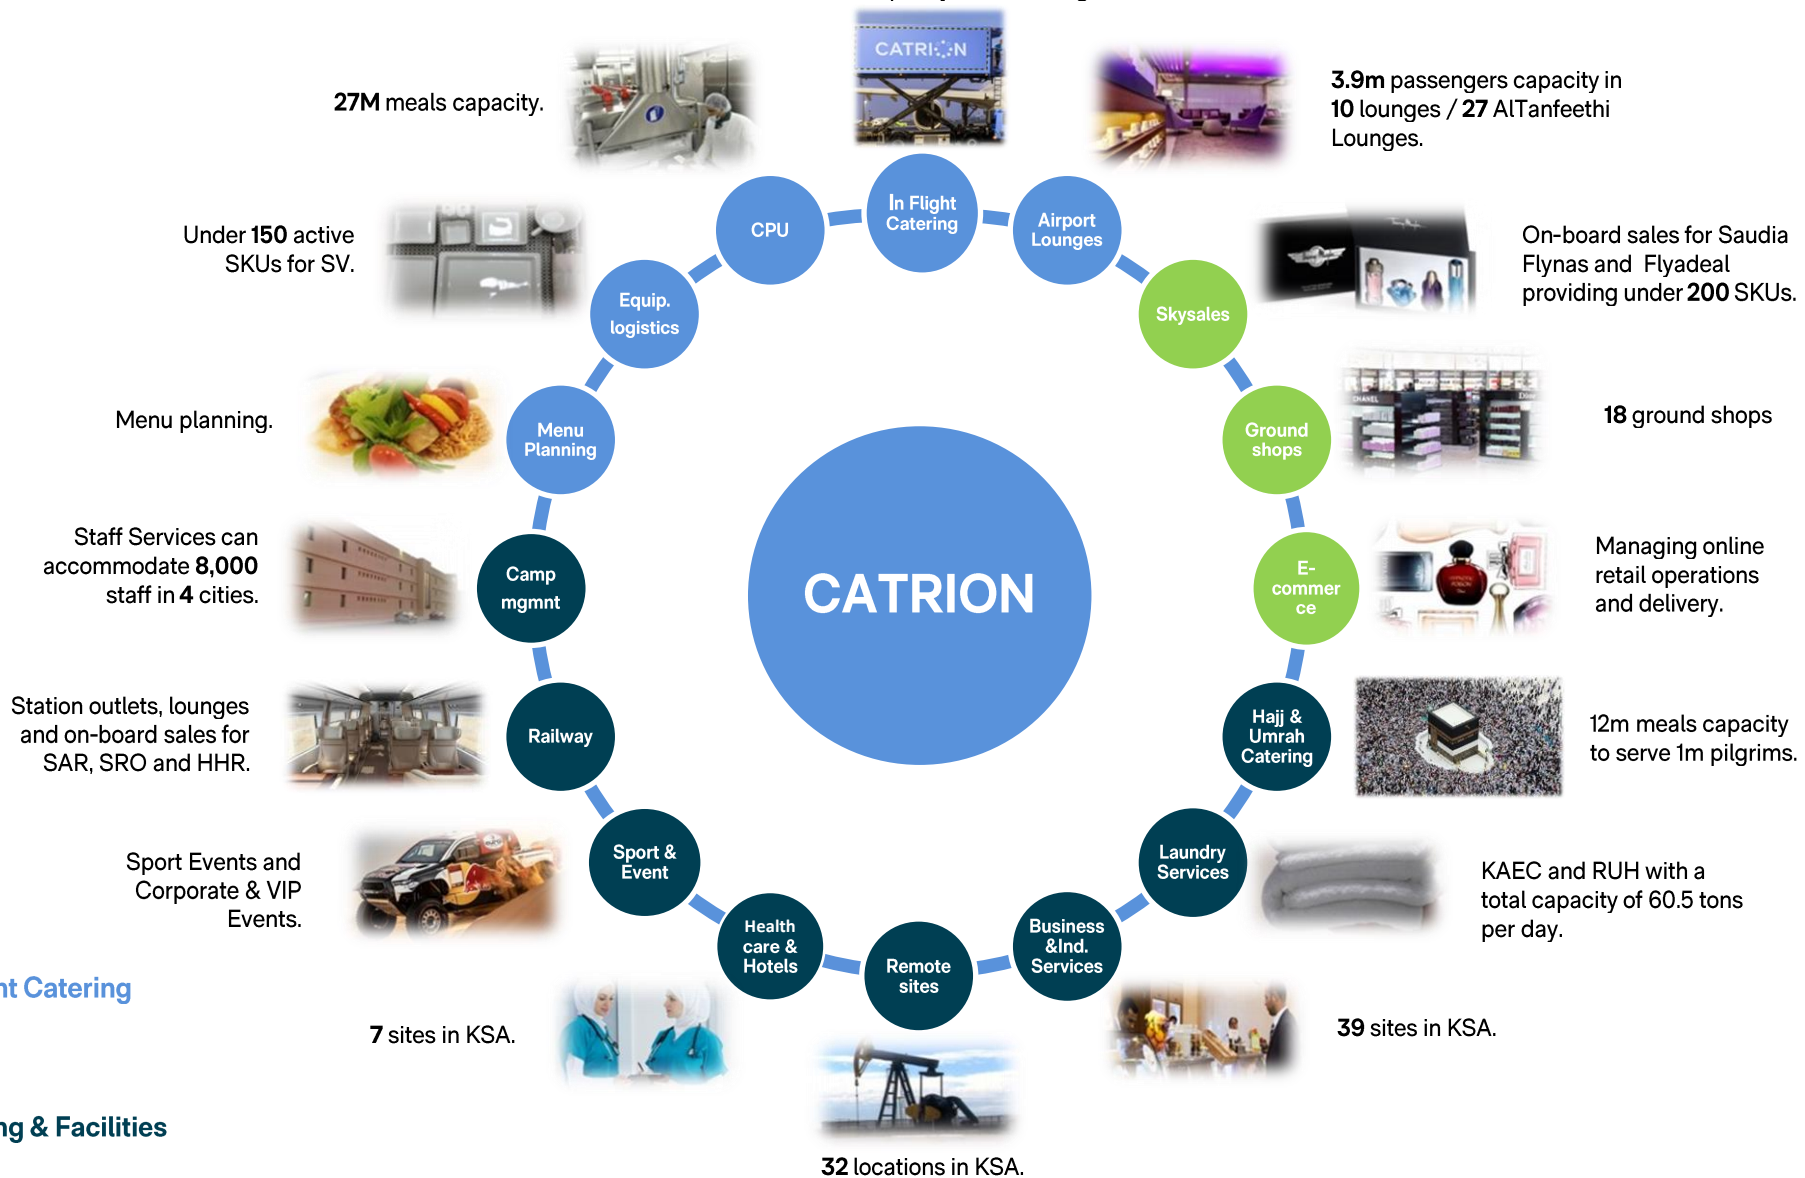 CATRION
27M meals capacity.
3.9m passengers capacity in
10 lounges / 27 AlTanfeethi
Lounges.
CPU
In Flight
Catering
Airport
Lounges
Under 150 active
SKUs for SV.
Equip.
logistics
Skysales
On-board sales for Saudia
Flynas and Flyadeal
providing under 200 SKUs.
Menu planning.
Menu
Planning
Ground
shops
CHANEL
Dior
18 ground shops
Staff Services can
accommodate 8,000
staff in 4 cities.
Camp
mgmnt
CATRION
E-
commer
ce
Managing online
retail operations
and delivery.
Station outlets, lounges
and on-board sales for
SAR, SRO and HHR.
Railway
Hajj &
Umrah
Catering
12m meals capacity
to serve 1m pilgrims.
Sport Events and
Corporate & VIP
Events.
Sport &
Event
Laundry
Services
KAEC and RUH with a
total capacity of 60.5 tons
per day.
Health
care &
Hotels
Remote
sites
Business
&Ind.
Services
nt Catering
7 sites in KSA.
39 sites in KSA.
ng & Facilities
32 locations in KSA.